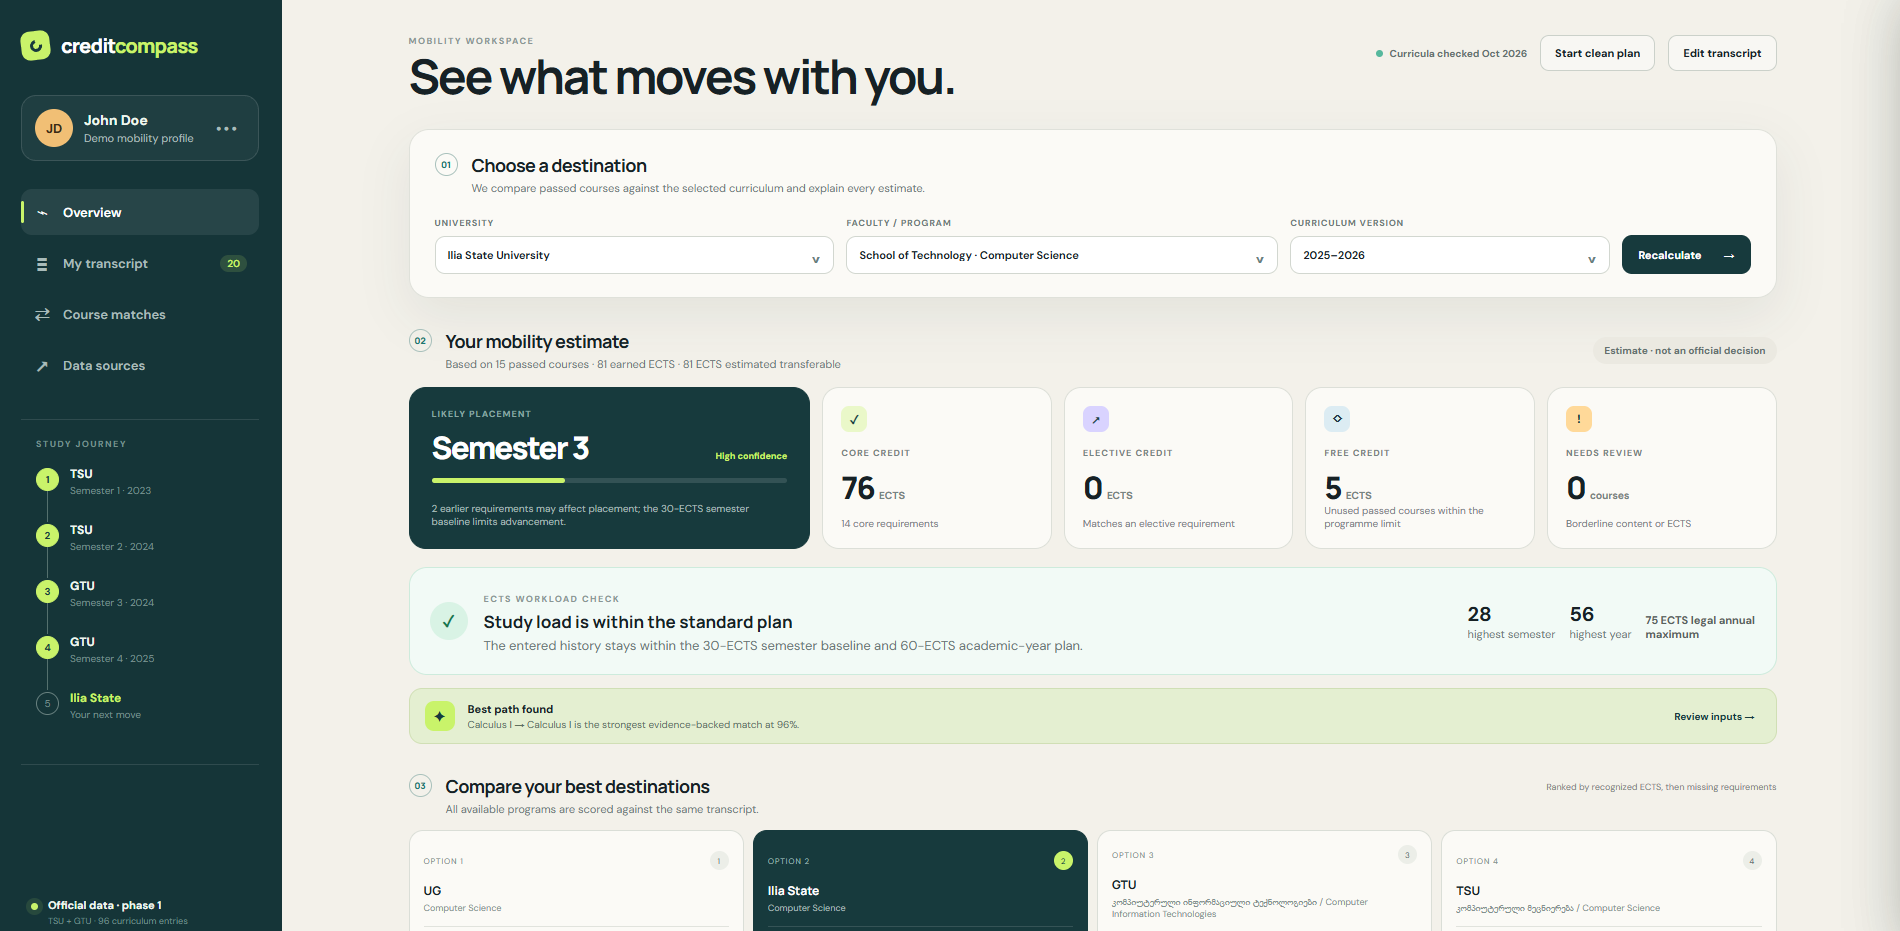 creditcompass
JD
John Doe
Demo mobility profile
Overview
My transcript
20
Course matches
Data sources
STUDY JOURNEY
1
TSU
Semester 1 · 2023
2
TSU
Semester 2 · 2024
3
GTU
Semester 3 · 2024
4
GTU
Semester 4 · 2025
5
Ilia State
Your next move
Official data · phase 1
TSU + GTU · 96 curriculum entries
MOBILITY WORKSPACE
See what moves with you.
Curricula checked Oct 2026
Start clean plan
Edit transcript
01
Choose a destination
We compare passed courses against the selected curriculum and explain every estimate.
UNIVERSITY
FACULTY / PROGRAM
CURRICULUM VERSION
Ilia State University
School of Technology · Computer Science
2025–2026
Recalculate →
02
Your mobility estimate
Based on 15 passed courses · 81 earned ECTS · 81 ECTS estimated transferable
Estimate · not an official decision
LIKELY PLACEMENT
Semester 3
High confidence
2 earlier requirements may affect placement; the 30-ECTS semester
baseline limits advancement.
CORE CREDIT
76 ECTS
14 core requirements
ELECTIVE CREDIT
0 ECTS
Matches an elective requirement
FREE CREDIT
5 ECTS
Unused passed courses within the
programme limit
!
NEEDS REVIEW
0 courses
Borderline content or ECTS
ECTS WORKLOAD CHECK
Study load is within the standard plan
The entered history stays within the 30-ECTS semester baseline and 60-ECTS academic-year plan.
28
highest semester
56
highest year
75 ECTS legal annual
maximum
Best path found
Calculus I → Calculus I is the strongest evidence-backed match at 96%.
Review inputs →
03
Compare your best destinations
All available programs are scored against the same transcript.
Ranked by recognized ECTS, then missing requirements
OPTION 1
1
UG
Computer Science
OPTION 2
2
Ilia State
Computer Science
OPTION 3
3
GTU
კომპიუტერული ინფორმაციული ტექნოლოგიები / Computer
Information Technologies
OPTION 4
4
TSU
კომპიუტერული მეცნიერება / Computer Science